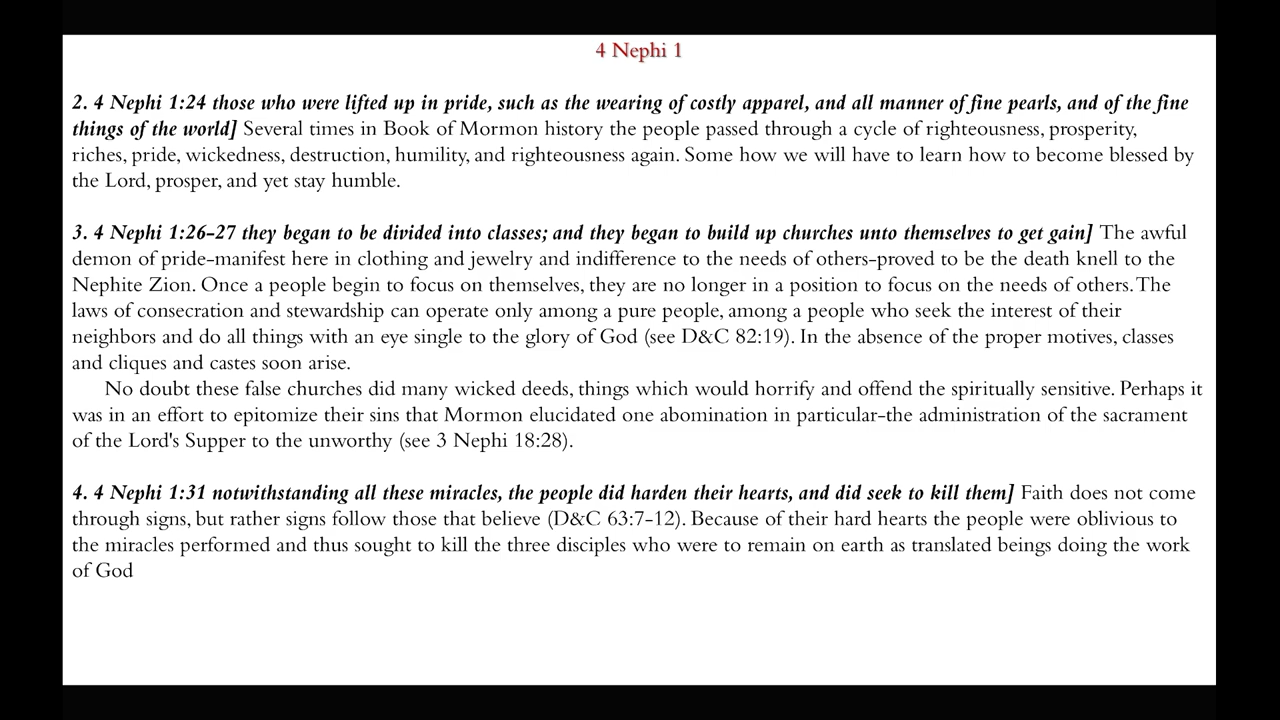 4 Nephi 1
2. 4 Nephi 1:24 those who were lifted up in pride, such as the wearing of costly apparel, and all manner of fine pearls, and of the fine
things of the world] Several times in Book of Mormon history the people passed through a cycle of righteousness, prosperity,
riches, pride, wickedness, destruction, humility, and righteousness again. Some how we will have to learn how to become blessed by
the Lord, prosper, and yet stay humble.
3. 4 Nephi 1:26-27 they began to be divided into classes; and they began to build up churches unto themselves to get gain] The awful
demon of pride-manifest here in clothing and jewelry and indifference to the needs of others-proved to be the death knell to the
Nephite Zion. Once a people begin to focus on themselves, they are no longer in a position to focus on the needs of others. The
laws of consecration and stewardship can operate only among a pure people, among a people who seek the interest of their
neighbors and do all things with an eye single to the glory of God (see D&C 82:19). In the absence of the proper motives, classes
and cliques and castes soon arise.
No doubt these false churches did many wicked deeds, things which would horrify and offend the spiritually sensitive. Perhaps it
was in an effort to epitomize their sins that Mormon elucidated one abomination in particular-the administration of the sacrament
of the Lord's Supper to the unworthy (see 3 Nephi 18:28).
4. 4 Nephi 1:31 notwithstanding all these miracles, the people did harden their hearts, and did seek to kill them] Faith does not come
through signs, but rather signs follow those that believe (D&C 63:7-12). Because of their hard hearts the people were oblivious to
the miracles performed and thus sought to kill the three disciples who were to remain on earth as translated beings doing the work
of God